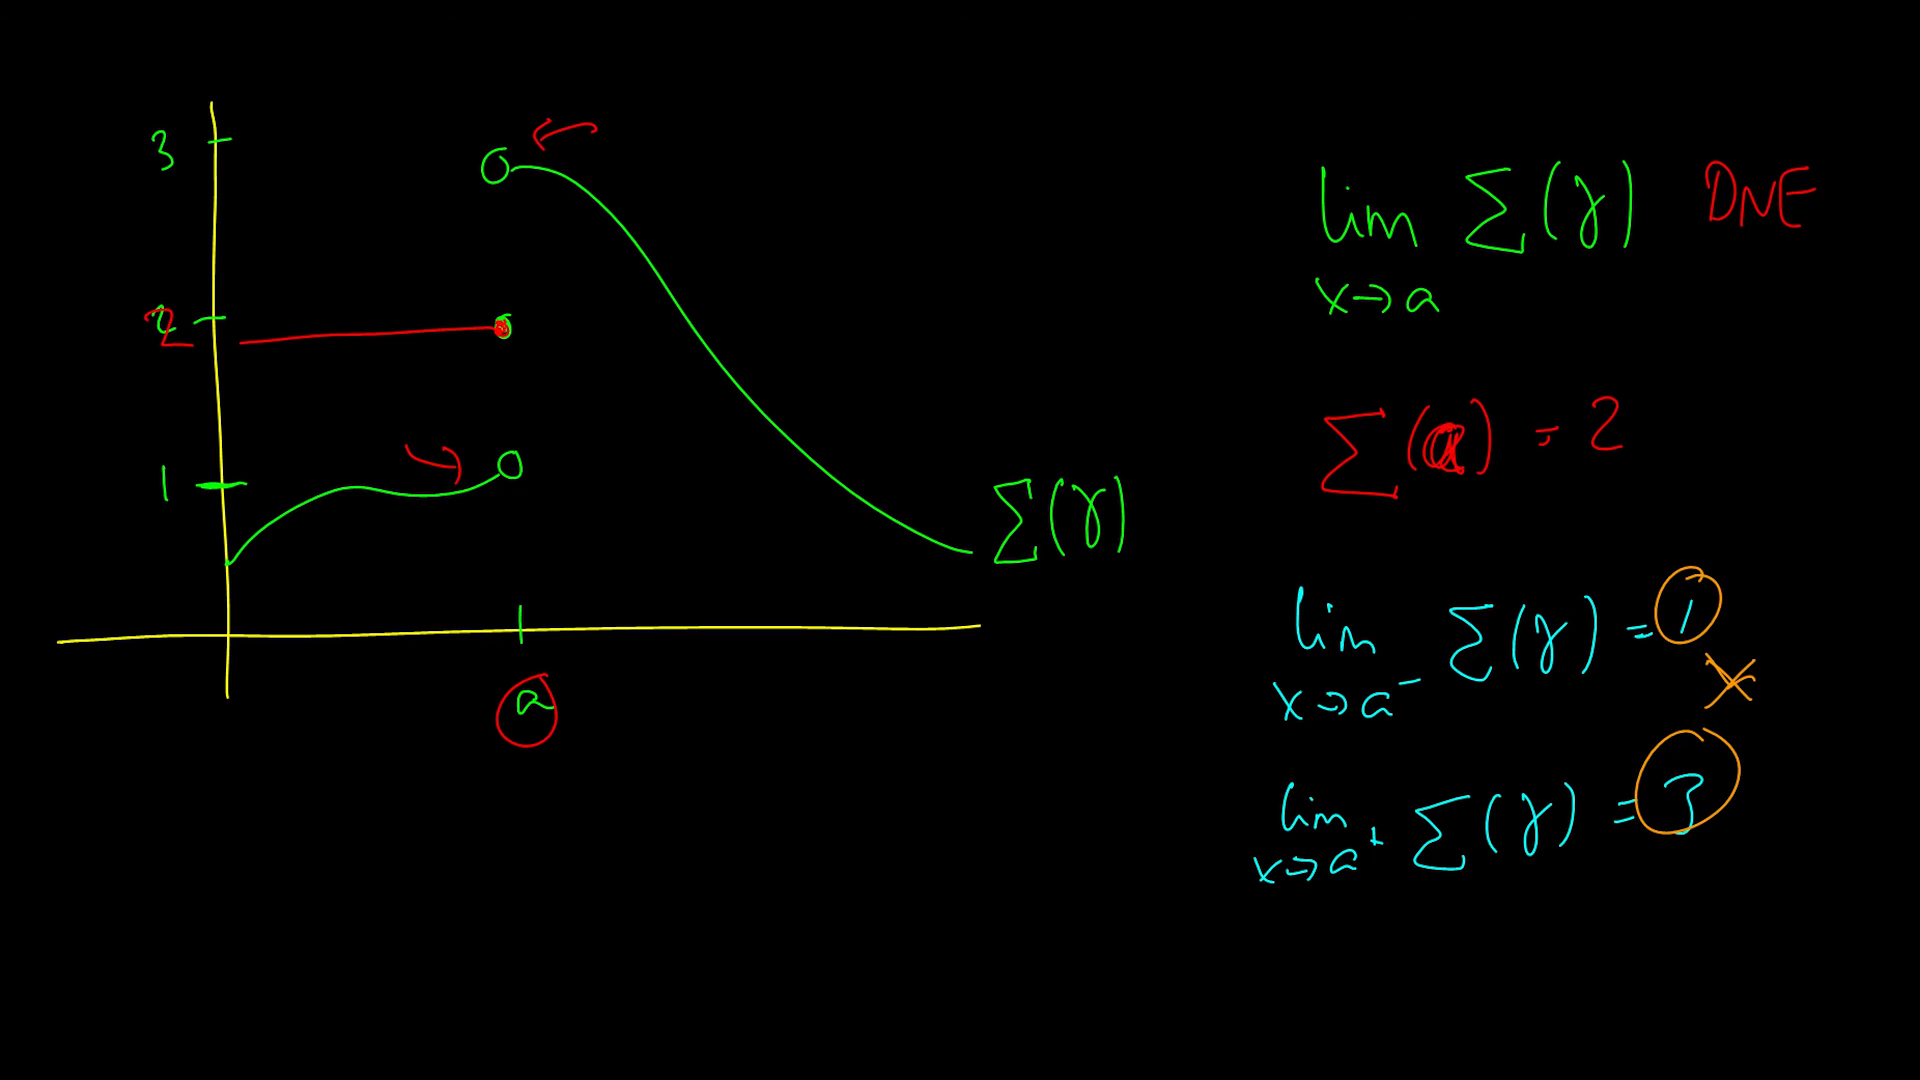 3
2
1
a
Σ(γ)
lim Σ(γ) DNE
x→a
Σ(a) = 2
lim Σ(γ) = 1
x→a⁻
lim Σ(γ) = 3
x→a⁺